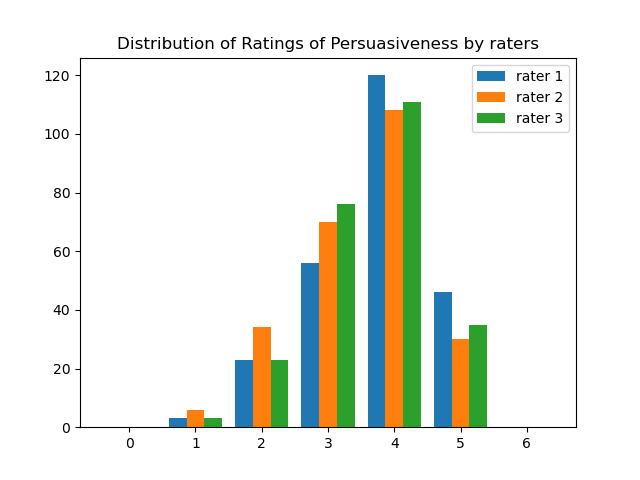 Distribution of Ratings of Persuasiveness by raters
rater 1
rater 2
rater 3
120
100
80
60
40
20
0
0 1 2 3 4 5 6